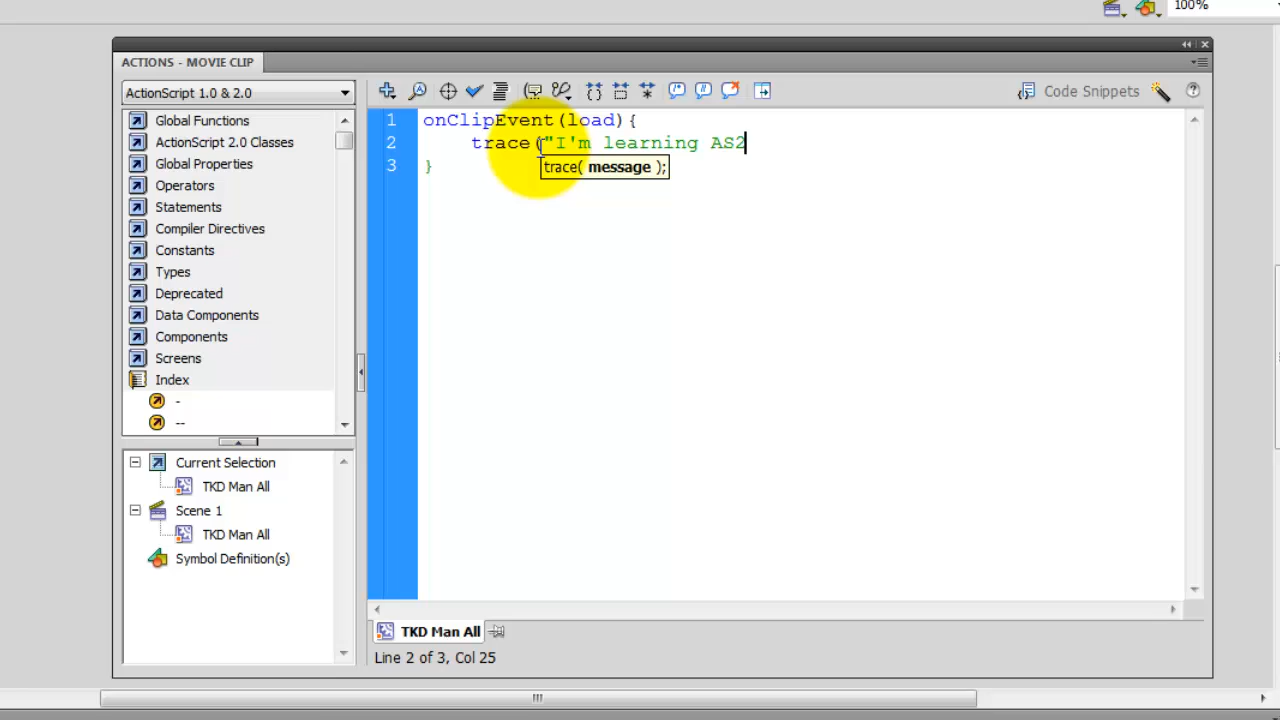 100%
ACTIONS - MOVIE CLIP
ActionScript 1.0 & 2.0
Code Snippets
Global Functions
ActionScript 2.0 Classes
Global Properties
Operators
Statements
Compiler Directives
Constants
Types
Deprecated
Data Components
Components
Screens
Index
-
--
Current Selection
TKD Man All
Scene 1
TKD Man All
Symbol Definition(s)
1 onClipEvent(load){
2 trace("I'm learning AS2
3 }
trace( message );
TKD Man All
Line 2 of 3, Col 25